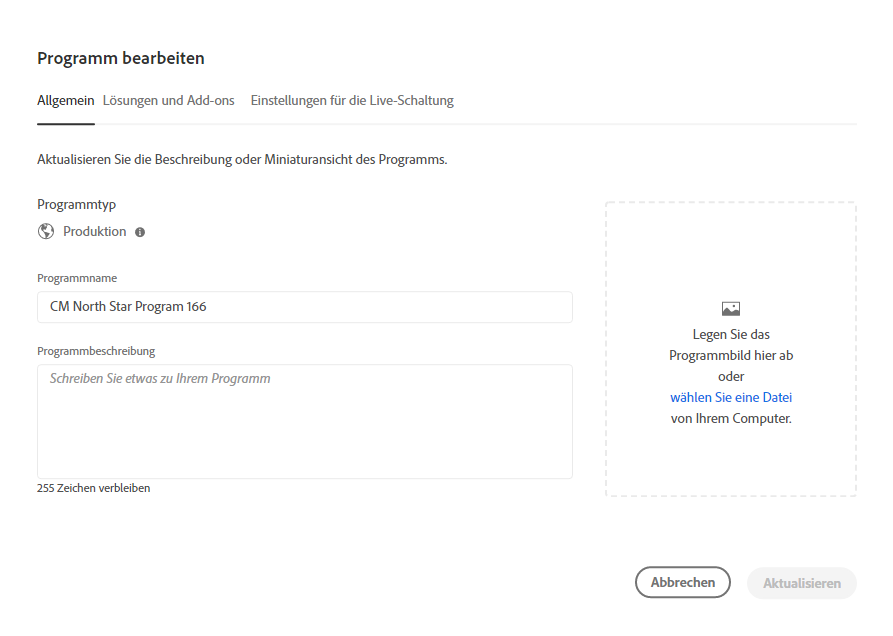 Programm bearbeiten
Allgemein Lösungen und Add-ons Einstellungen für die Live-Schaltung
Aktualisieren Sie die Beschreibung oder Miniaturansicht des Programms.
Programmtyp
Produktion
Programmname
CM North Star Program 166
Programmbeschreibung
Schreiben Sie etwas zu Ihrem Programm
255 Zeichen verbleiben
Legen Sie das
Programmbild hier ab
oder
wählen Sie eine Datei
von Ihrem Computer.
Abbrechen
Aktualisieren